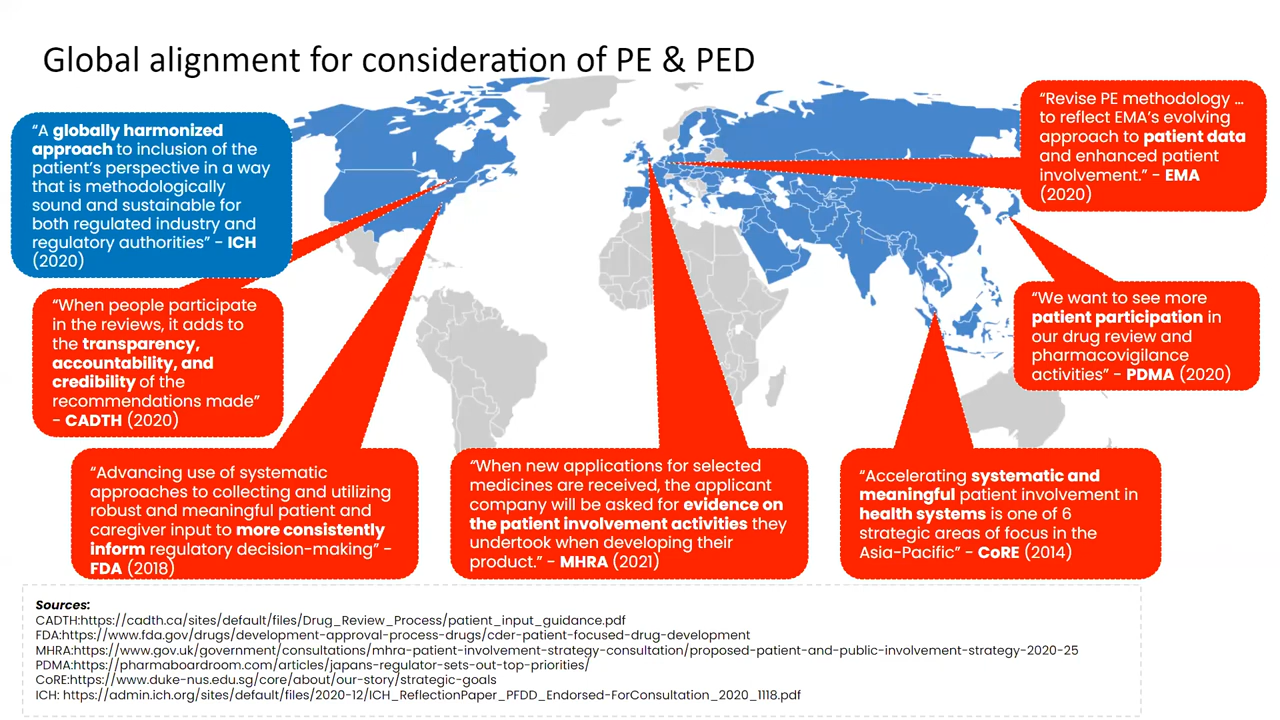 Global alignment for consideration of PE & PED
“A globally harmonized
approach to inclusion of the
patient’s perspective in a way
that is methodologically
sound and sustainable for
both regulated industry and
regulatory authorities” - ICH
(2020)
“When people participate
in the reviews, it adds to
the transparency,
accountability, and
credibility of the
recommendations made”
- CADTH (2020)
“Advancing use of systematic
approaches to collecting and utilizing
robust and meaningful patient and
caregiver input to more consistently
inform regulatory decision-making” -
FDA (2018)
“When new applications for selected
medicines are received, the applicant
company will be asked for evidence on
the patient involvement activities they
undertook when developing their
product.” - MHRA (2021)
“Accelerating systematic and
meaningful patient involvement in
health systems is one of 6
strategic areas of focus in the
Asia-Pacific” - CoRE (2014)
“We want to see more
patient participation in
our drug review and
pharmacovigilance
activities” - PDMA (2020)
“Revise PE methodology ...
to reflect EMA’s evolving
approach to patient data
and enhanced patient
involvement.” - EMA
(2020)
Sources:
CADTH:https://cadth.ca/sites/default/files/Drug_Review_Process/patient_input_guidance.pdf
FDA:https://www.fda.gov/drugs/development-approval-process-drugs/cder-patient-focused-drug-development
MHRA:https://www.gov.uk/government/consultations/mhra-patient-involvement-strategy-consultation/proposed-patient-and-public-involvement-strategy-2020-25
PDMA:https://pharmaboardroom.com/articles/japans-regulator-sets-out-top-priorities/
CoRE:https://www.duke-nus.edu.sg/core/about/our-story/strategic-goals
ICH: https://admin.ich.org/sites/default/files/2020-12/ICH_ReflectionPaper_PFDD_Endorsed-ForConsultation_2020_1118.pdf